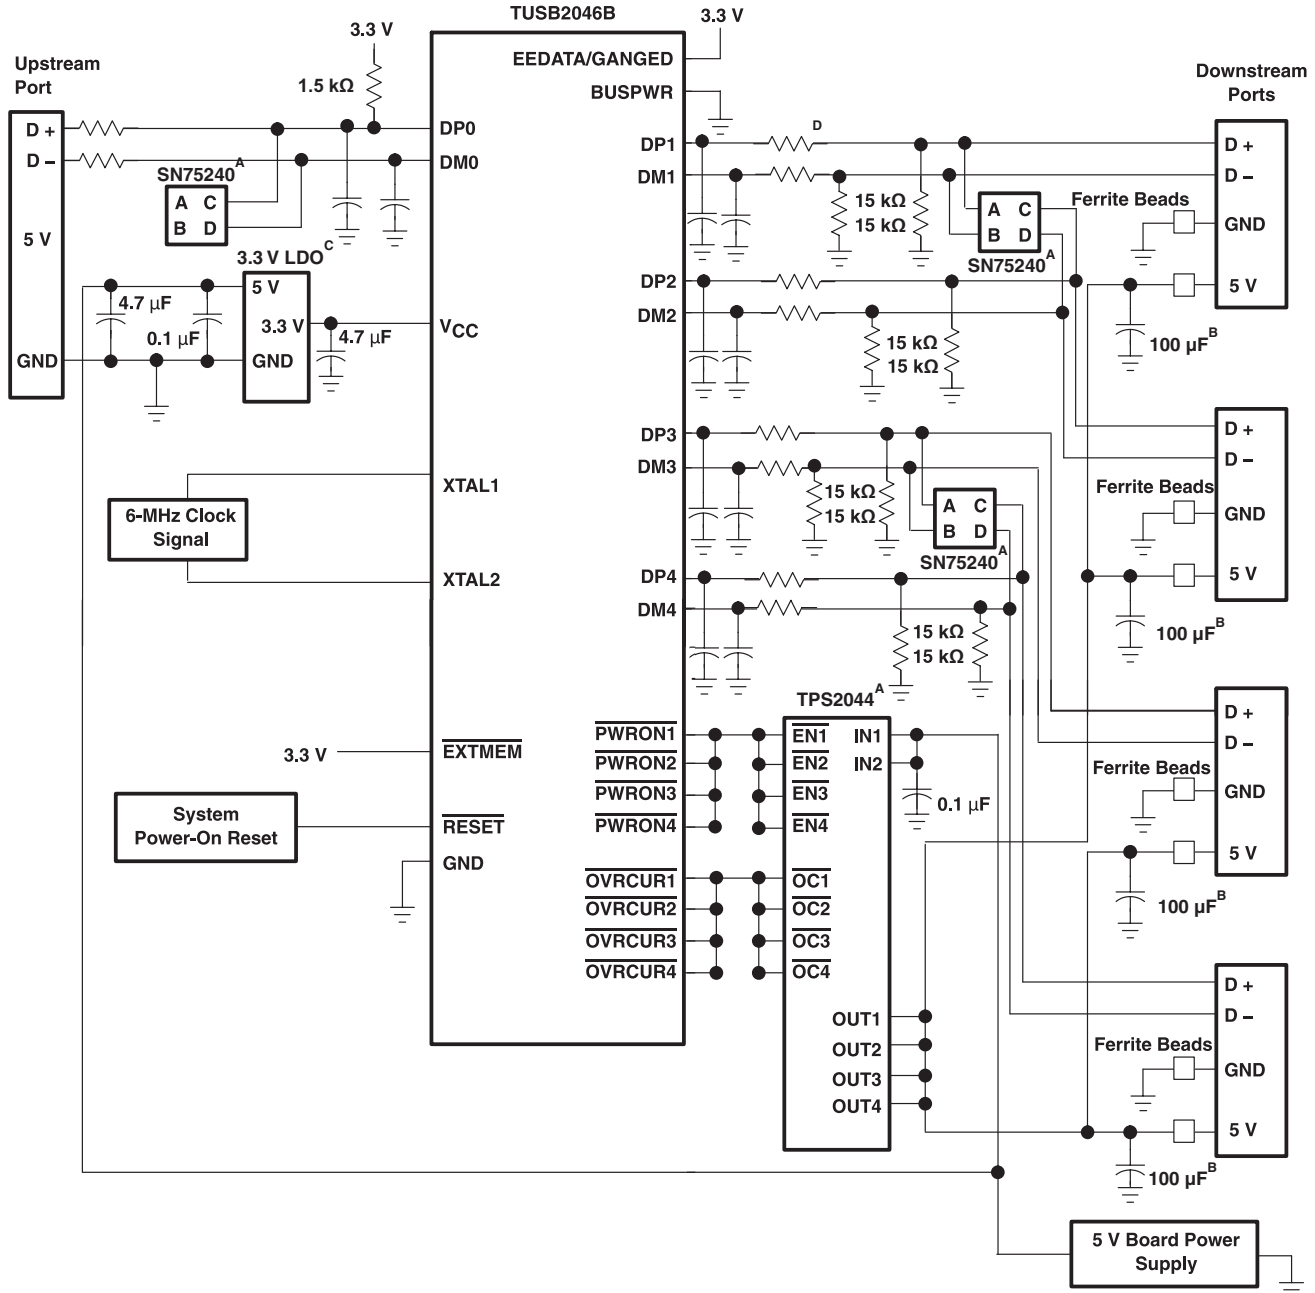 TUSB2046B
3.3 V
3.3 V
EEDATA/GANGED
BUSPWR
Upstream
Port
1.5 kΩ
D +
D −
5 V
GND
DP0
DM0
SN75240 A
A C
B D
3.3 V LDO C
5 V
3.3 V
GND
4.7 µF
0.1 µF
4.7 µF
VCC
XTAL1
6-MHz Clock
Signal
XTAL2
3.3 V
EXTMEM
System
Power-On Reset
RESET
GND
DP1
DM1
D
15 kΩ
15 kΩ
A C
B D
SN75240 A
DP2
DM2
15 kΩ
15 kΩ
DP3
DM3
15 kΩ
15 kΩ
A C
B D
SN75240 A
DP4
DM4
15 kΩ
15 kΩ
PWRON1
PWRON2
PWRON3
PWRON4
OVRCUR1
OVRCUR2
OVRCUR3
OVRCUR4
TPS2044 A
EN1 IN1
EN2 IN2
EN3
EN4
OC1
OC2
OC3
OC4
OUT1
OUT2
OUT3
OUT4
0.1 µF
Downstream
Ports
D +
D −
Ferrite Beads
GND
5 V
100 µF B
D +
D −
Ferrite Beads
GND
5 V
100 µF B
D +
D −
Ferrite Beads
GND
5 V
100 µF B
D +
D −
Ferrite Beads
GND
5 V
100 µF B
5 V Board Power
Supply